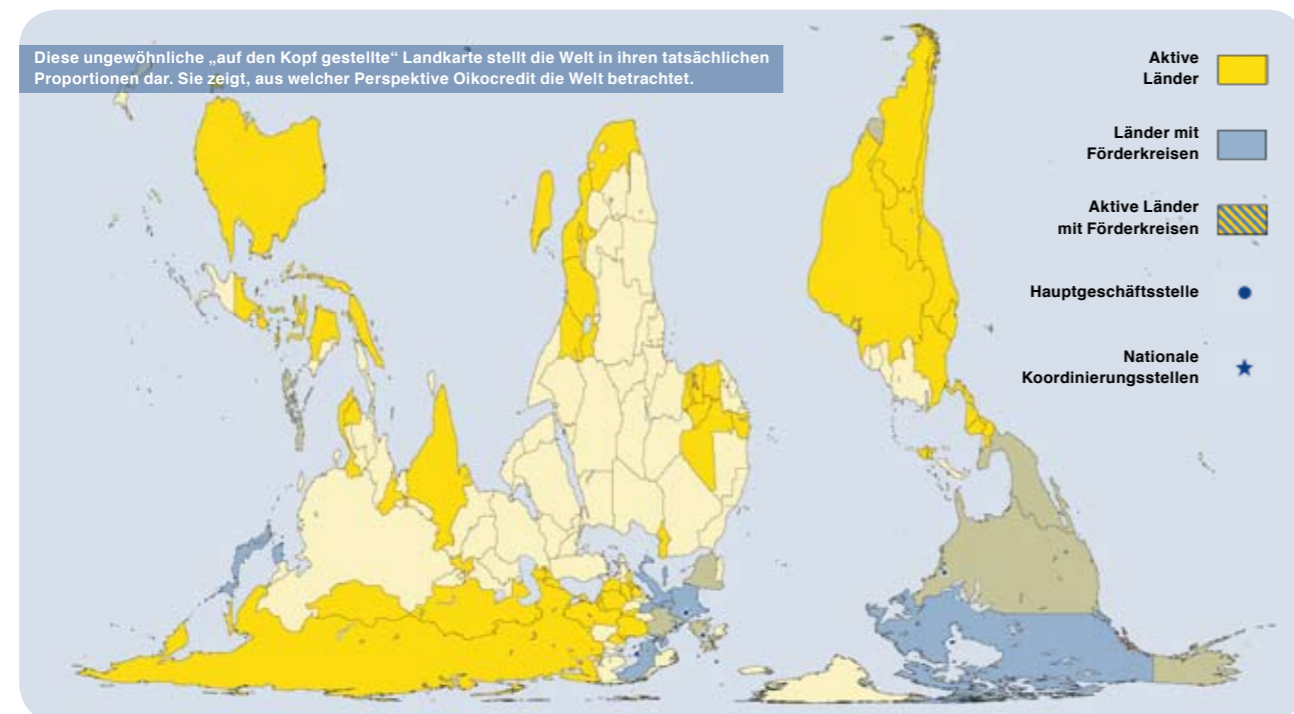 Diese ungewöhnliche „auf den Kopf gestellte“ Landkarte stellt die Welt in ihren tatsächlichen
Proportionen dar. Sie zeigt, aus welcher Perspektive Oikocredit die Welt betrachtet.
Aktive
Länder
Länder mit
Förderkreisen
Aktive Länder
mit Förderkreisen
Hauptgeschäftsstelle
Nationale
Koordinierungsstellen